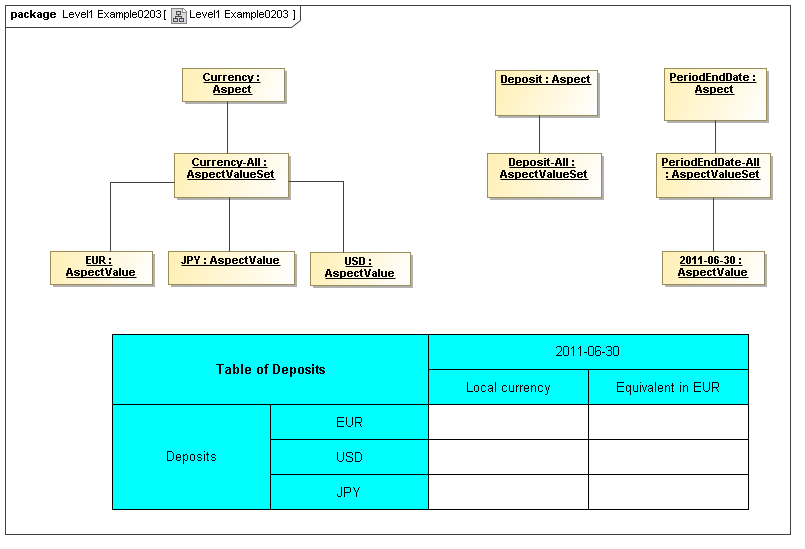 package Level1 Example0203 [ Level1 Example0203 ]
Currency :
Aspect
Deposit : Aspect
PeriodEndDate :
Aspect
Currency-All :
AspectValueSet
Deposit-All :
AspectValueSet
PeriodEndDate-All
: AspectValueSet
EUR :
AspectValue
JPY : AspectValue
USD :
AspectValue
2011-06-30 :
AspectValue
Table of Deposits
2011-06-30
Local currency
Equivalent in EUR
Deposits
EUR
USD
JPY